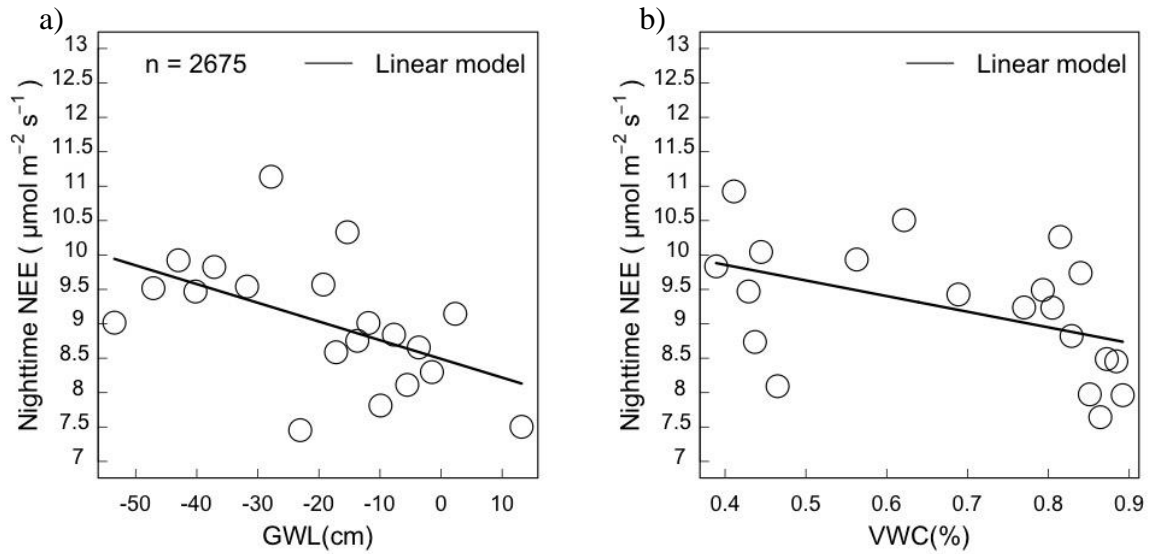 a)
n = 2675
Linear model
Nighttime NEE ( μmol m⁻² s⁻¹ )
13
12.5
12
11.5
11
10.5
10
9.5
9
8.5
8
7.5
7
-50 -40 -30 -20 -10 0 10
GWL(cm)
b)
Linear model
Nighttime NEE ( μmol m⁻² s⁻¹ )
13
12.5
12
11.5
11
10.5
10
9.5
9
8.5
8
7.5
7
0.4 0.5 0.6 0.7 0.8 0.9
VWC(%)